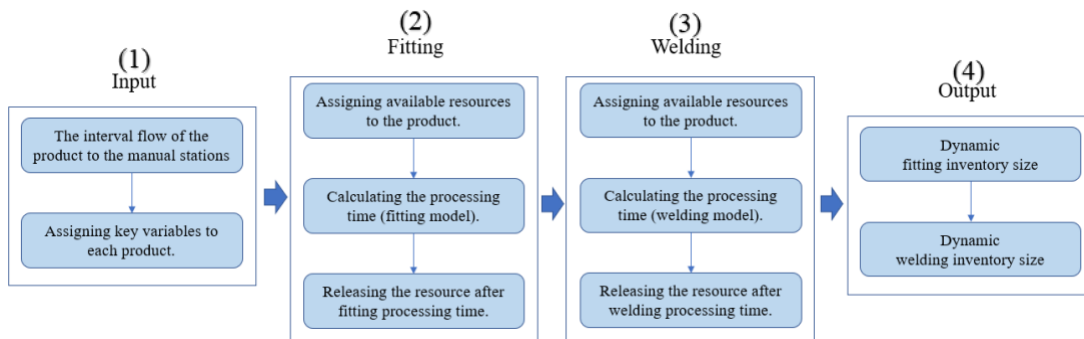 (1)
Input
The interval flow of the
product to the manual stations
Assigning key variables to
each product.
(2)
Fitting
Assigning available resources
to the product.
Calculating the processing
time (fitting model).
Releasing the resource after
fitting processing time.
(3)
Welding
Assigning available resources
to the product.
Calculating the processing
time (welding model).
Releasing the resource after
welding processing time.
(4)
Output
Dynamic
fitting inventory size
Dynamic
welding inventory size